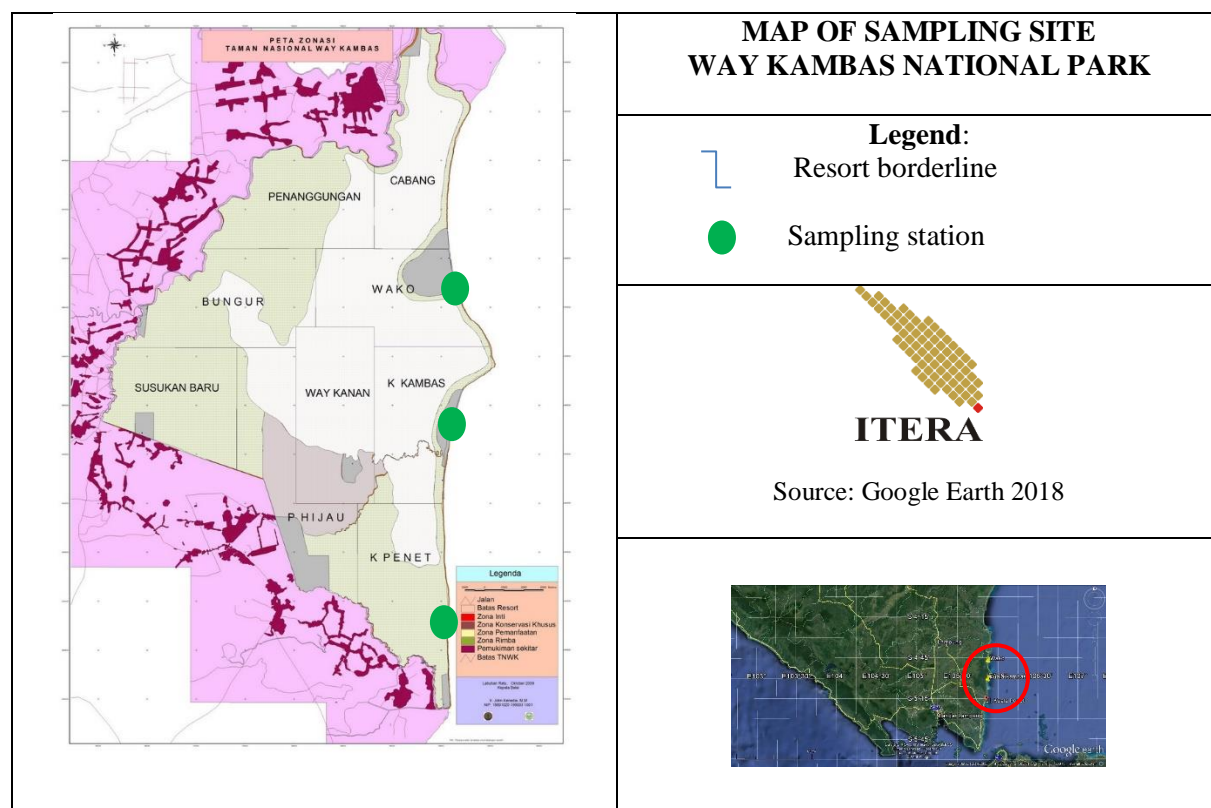 PETA ZONASI
TAMAN NASIONAL WAY KAMBAS
CABANG
PENANGGUNGAN
WAKO
BUNGUR
SUSUKAN BARU
WAY KANAN
K KAMBAS
P HIJAU
K PENET
Legenda
Jalan
Batas Resort
Zona Inti
Zona Konservasi Khusus
Zona Pemanfaatan
Zona Rimba
Pemukiman sekitar
Batas TNWK
MAP OF SAMPLING SITE
WAY KAMBAS NATIONAL PARK
Legend:
Resort borderline
Sampling station
ITERA
Source: Google Earth 2018
Google earth